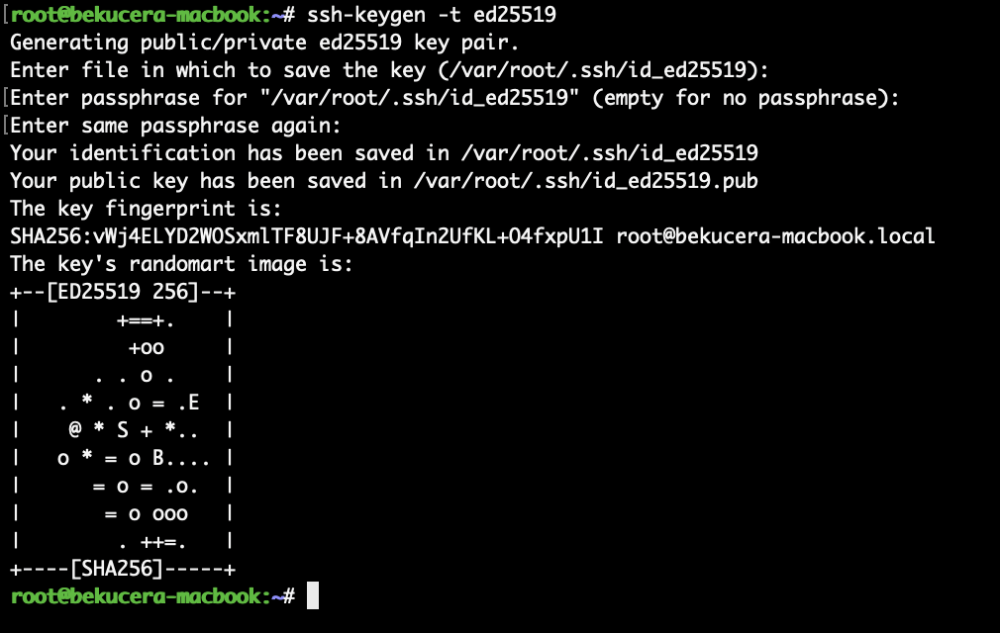 [root@bekucera-macbook:~# ssh-keygen -t ed25519
Generating public/private ed25519 key pair.
Enter file in which to save the key (/var/root/.ssh/id_ed25519):
[Enter passphrase for "/var/root/.ssh/id_ed25519" (empty for no passphrase):
[Enter same passphrase again:
Your identification has been saved in /var/root/.ssh/id_ed25519
Your public key has been saved in /var/root/.ssh/id_ed25519.pub
The key fingerprint is:
SHA256:vWj4ELYD2WOSxmlTF8UJF+8AVfqIn2UfKL+O4fxpU1I root@bekucera-macbook.local
The key's randomart image is:
+--[ED25519 256]--+
|        +==+.    |
|         +oo     |
|      . . o .    |
|   . * . o = .E  |
|    @ * S + *..  |
|   o * = o B.... |
|      = o = .o.  |
|       = o ooo   |
|        . ++=.   |
+----[SHA256]-----+
root@bekucera-macbook:~#